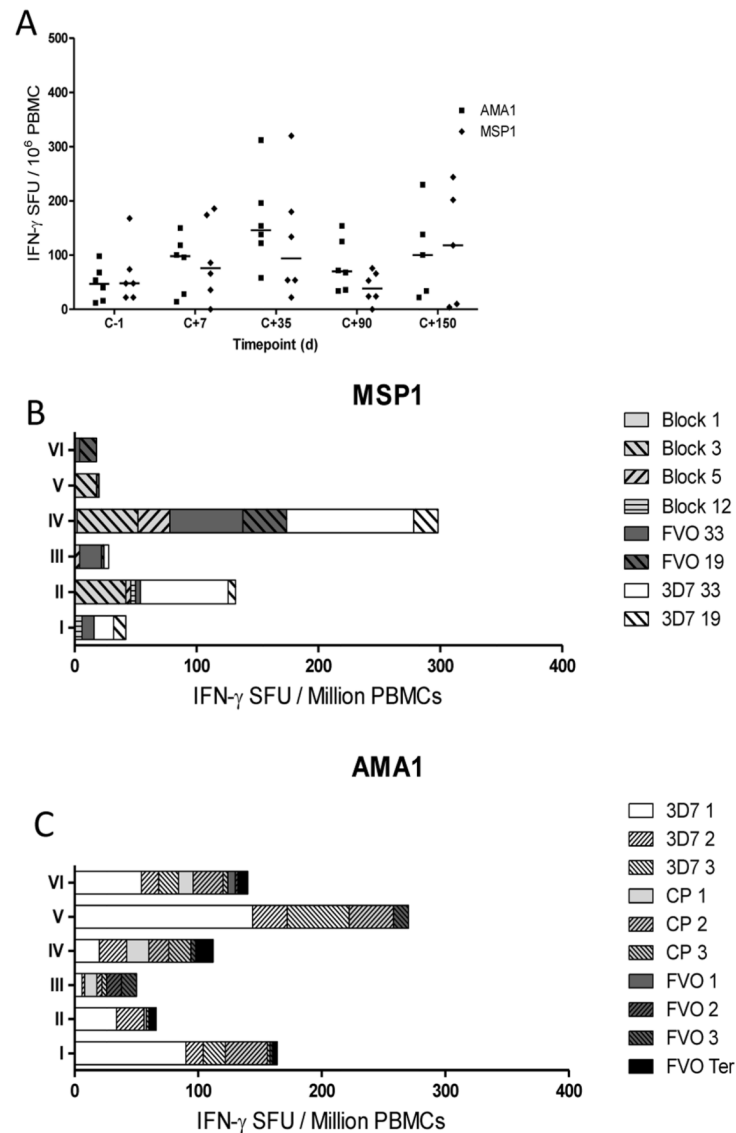 A
500
400
300
200
100
0
IFN-γ SFU / 10⁶ PBMC
AMA1
MSP1
C-1 C+7 C+35 C+90 C+150
Timepoint (d)
MSP1
B
VI
V
IV
III
II
I
0 100 200 300 400
IFN-γ SFU / Million PBMCs
Block 1
Block 3
Block 5
Block 12
FVO 33
FVO 19
3D7 33
3D7 19
AMA1
C
VI
V
IV
III
II
I
0 100 200 300 400
IFN-γ SFU / Million PBMCs
3D7 1
3D7 2
3D7 3
CP 1
CP 2
CP 3
FVO 1
FVO 2
FVO 3
FVO Ter